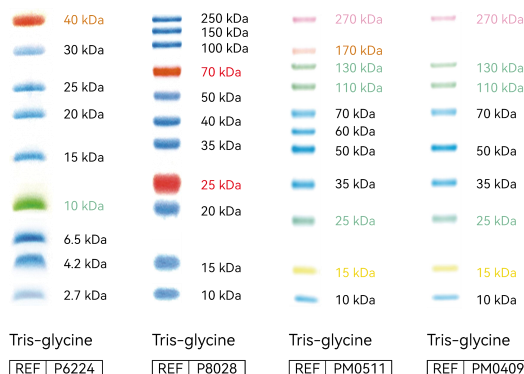 40 kDa
30 kDa
25 kDa
20 kDa
15 kDa
10 kDa
6.5 kDa
4.2 kDa
2.7 kDa
Tris-glycine
REF P6224
250 kDa
150 kDa
100 kDa
70 kDa
50 kDa
40 kDa
35 kDa
25 kDa
20 kDa
15 kDa
10 kDa
Tris-glycine
REF P8028
270 kDa
170 kDa
130 kDa
110 kDa
70 kDa
60 kDa
50 kDa
35 kDa
25 kDa
15 kDa
10 kDa
Tris-glycine
REF PM0511
270 kDa
130 kDa
110 kDa
70 kDa
50 kDa
35 kDa
25 kDa
15 kDa
10 kDa
Tris-glycine
REF PM0409